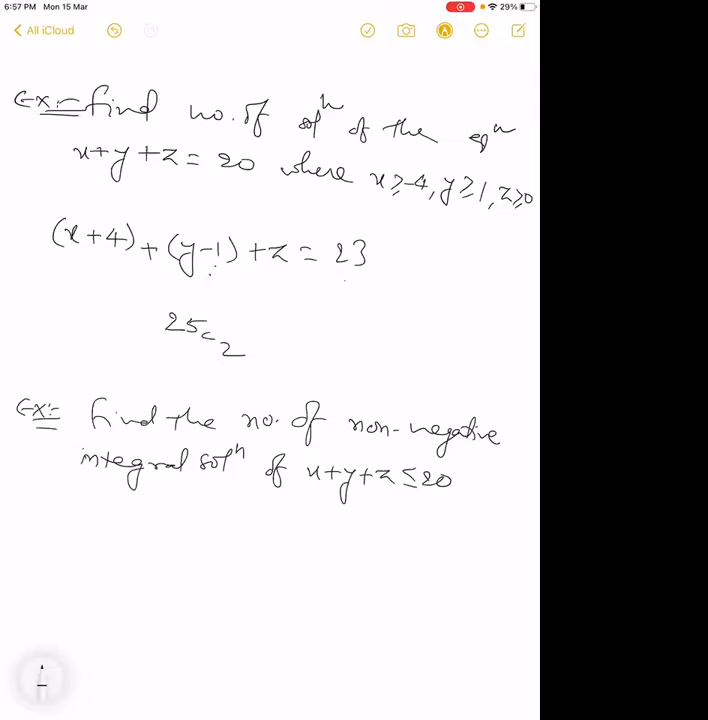 6:57 PM Mon 15 Mar 29%
All iCloud
Ex:- find no. of solⁿ of the eqⁿ
x+y+z=20 where x≥-4, y≥1, z≥0
(x+4)+(y-1)+z=23
25c₂
Ex:- find the no. of non-negative
integral solⁿ of x+y+z≤20